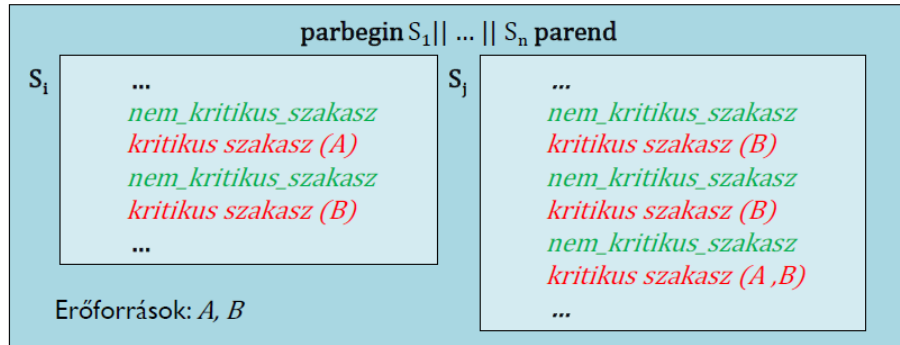 parbegin S1|| ... || Sn parend
Si
...
nem_kritikus_szakasz
kritikus szakasz (A)
nem_kritikus_szakasz
kritikus szakasz (B)
...
Sj
...
nem_kritikus_szakasz
kritikus szakasz (B)
nem_kritikus_szakasz
kritikus szakasz (B)
nem_kritikus_szakasz
kritikus szakasz (A ,B)
...
Erőforrások: A, B